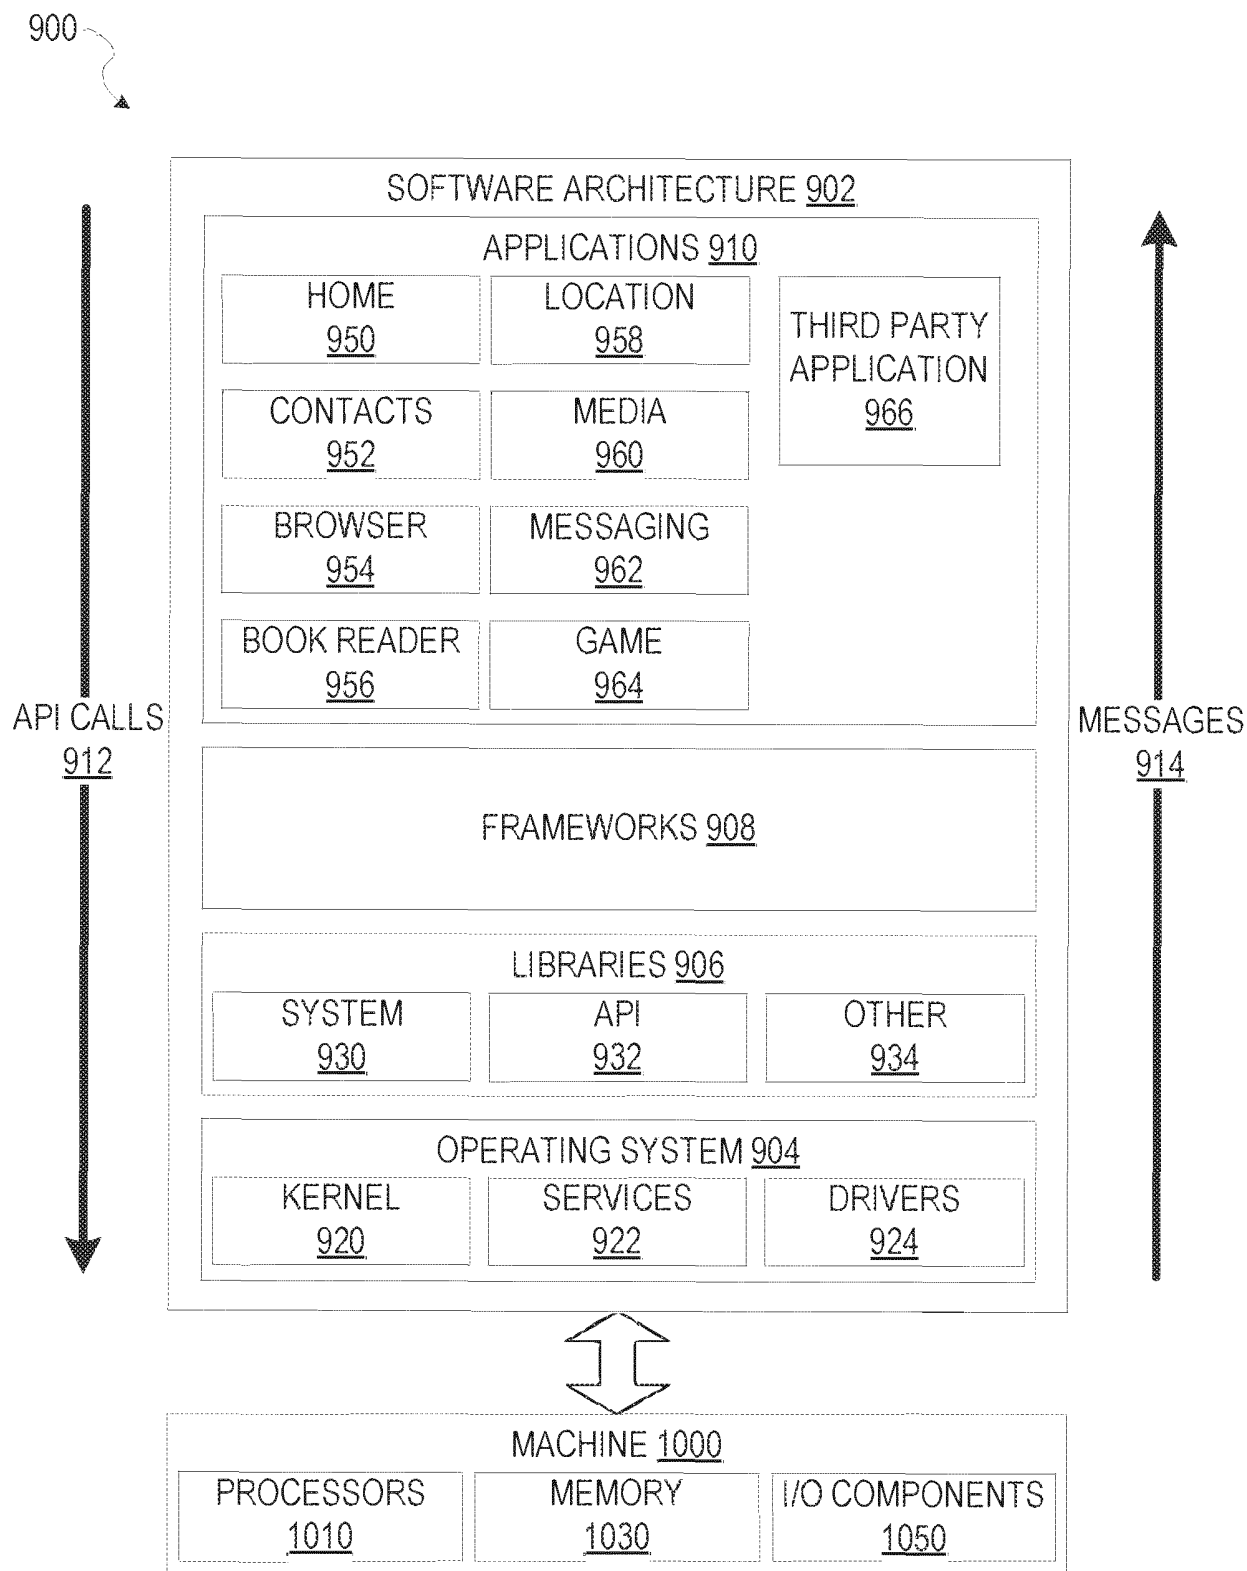 900
SOFTWARE ARCHITECTURE 902
APPLICATIONS 910
HOME
950
LOCATION
958
THIRD PARTY
APPLICATION
966
CONTACTS
952
MEDIA
960
BROWSER
954
MESSAGING
962
BOOK READER
956
GAME
964
API CALLS
912
MESSAGES
914
FRAMEWORKS 908
LIBRARIES 906
SYSTEM
930
API
932
OTHER
934
OPERATING SYSTEM 904
KERNEL
920
SERVICES
922
DRIVERS
924
MACHINE 1000
PROCESSORS
1010
MEMORY
1030
I/O COMPONENTS
1050